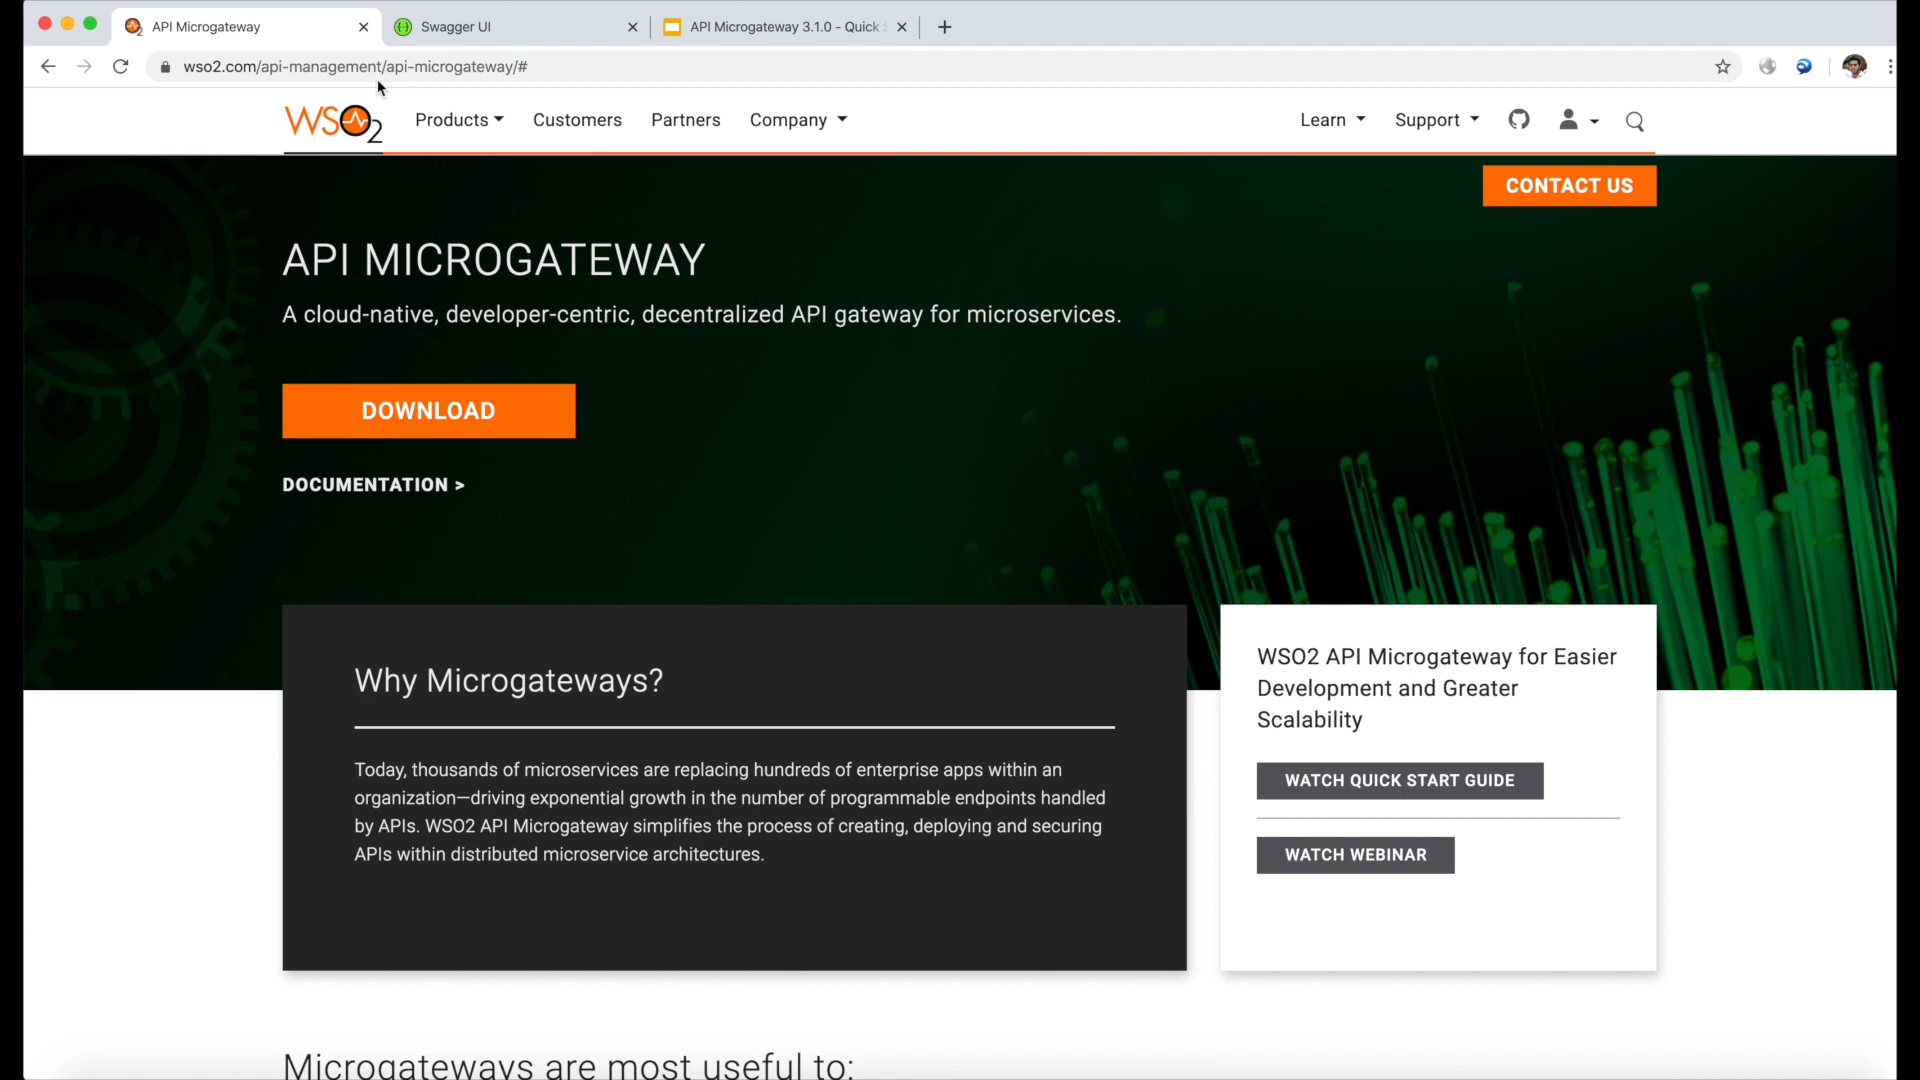 API Microgateway
Swagger UI
API Microgateway 3.1.0 - Quick
wso2.com/api-management/api-microgateway/#
WSO2
Products
Customers
Partners
Company
Learn
Support
CONTACT US
API MICROGATEWAY
A cloud-native, developer-centric, decentralized API gateway for microservices.
DOWNLOAD
DOCUMENTATION >
Why Microgateways?
Today, thousands of microservices are replacing hundreds of enterprise apps within an
organization—driving exponential growth in the number of programmable endpoints handled
by APIs. WSO2 API Microgateway simplifies the process of creating, deploying and securing
APIs within distributed microservice architectures.
WSO2 API Microgateway for Easier
Development and Greater
Scalability
WATCH QUICK START GUIDE
WATCH WEBINAR
Microgateways are most useful to: